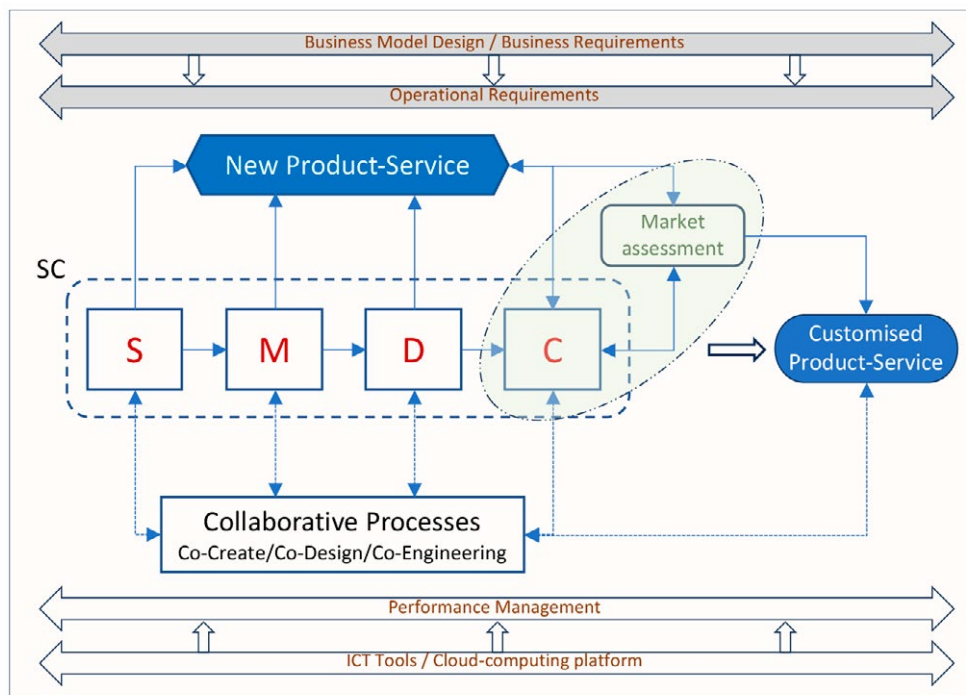 Business Model Design / Business Requirements
Operational Requirements
New Product-Service
Market
assessment
SC
S
M
D
C
Customised
Product-Service
Collaborative Processes
Co-Create/Co-Design/Co-Engineering
Performance Management
ICT Tools / Cloud-computing platform